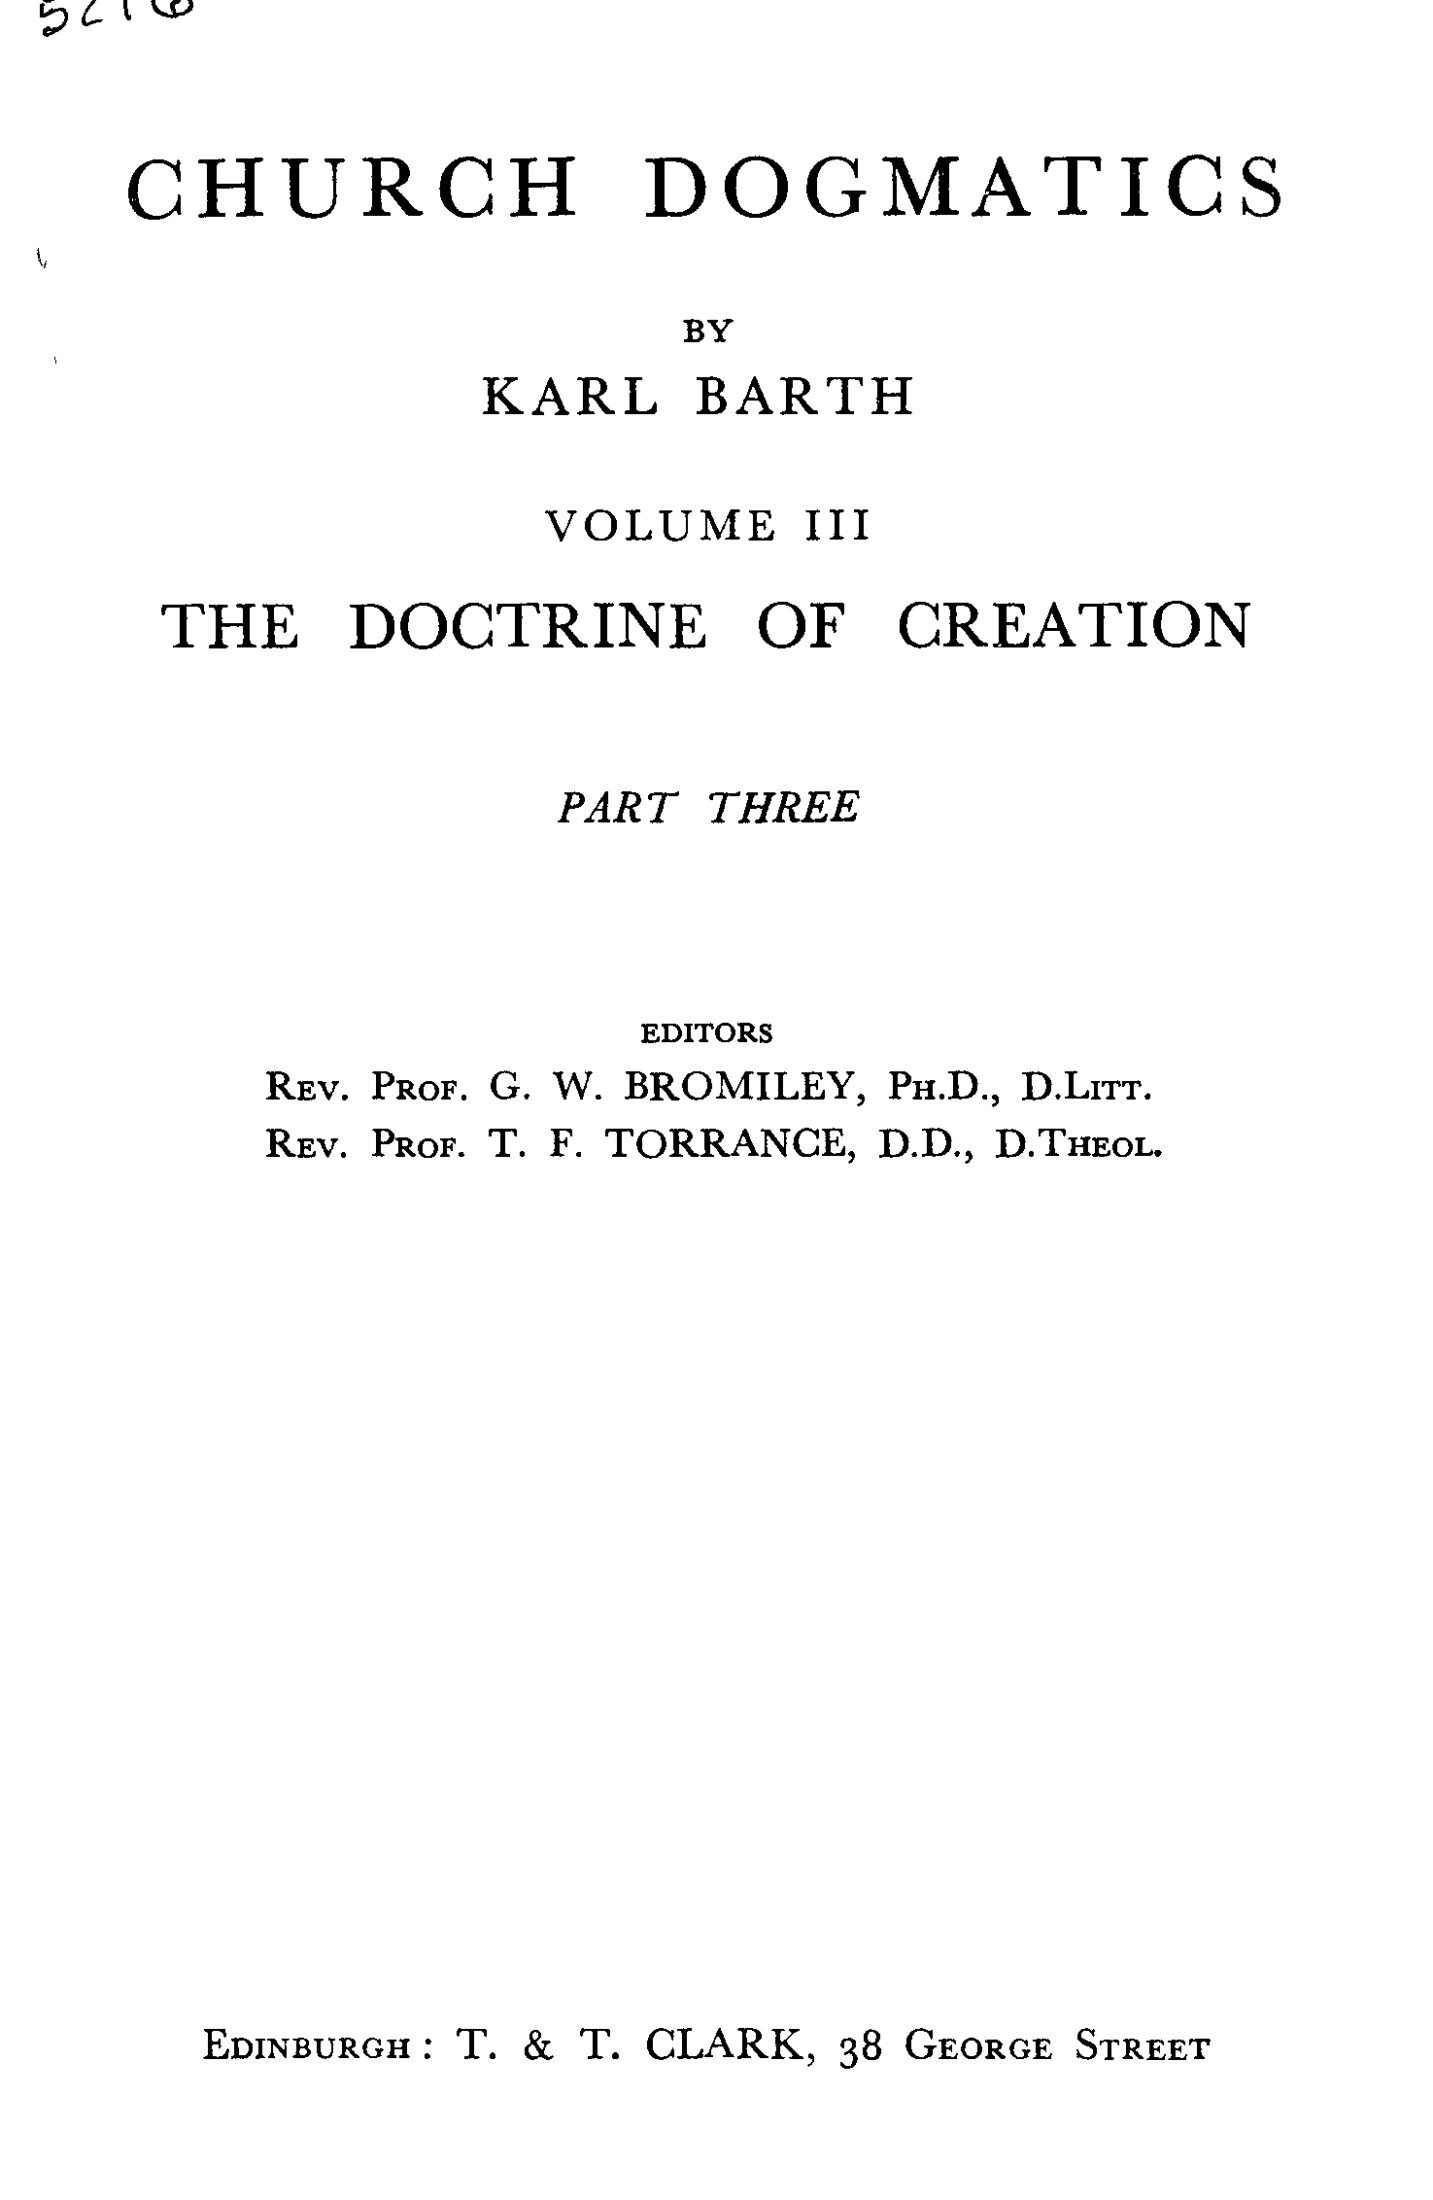 CHURCH DOGMATICS
BY
KARL BARTH
VOLUME III
THE DOCTRINE OF CREATION
PART THREE
EDITORS
REV. PROF. G. W. BROMILEY, PH.D., D.LITT.
REV. PROF. T. F. TORRANCE, D.D., D.THEOL.
EDINBURGH: T. & T. CLARK, 38 GEORGE STREET